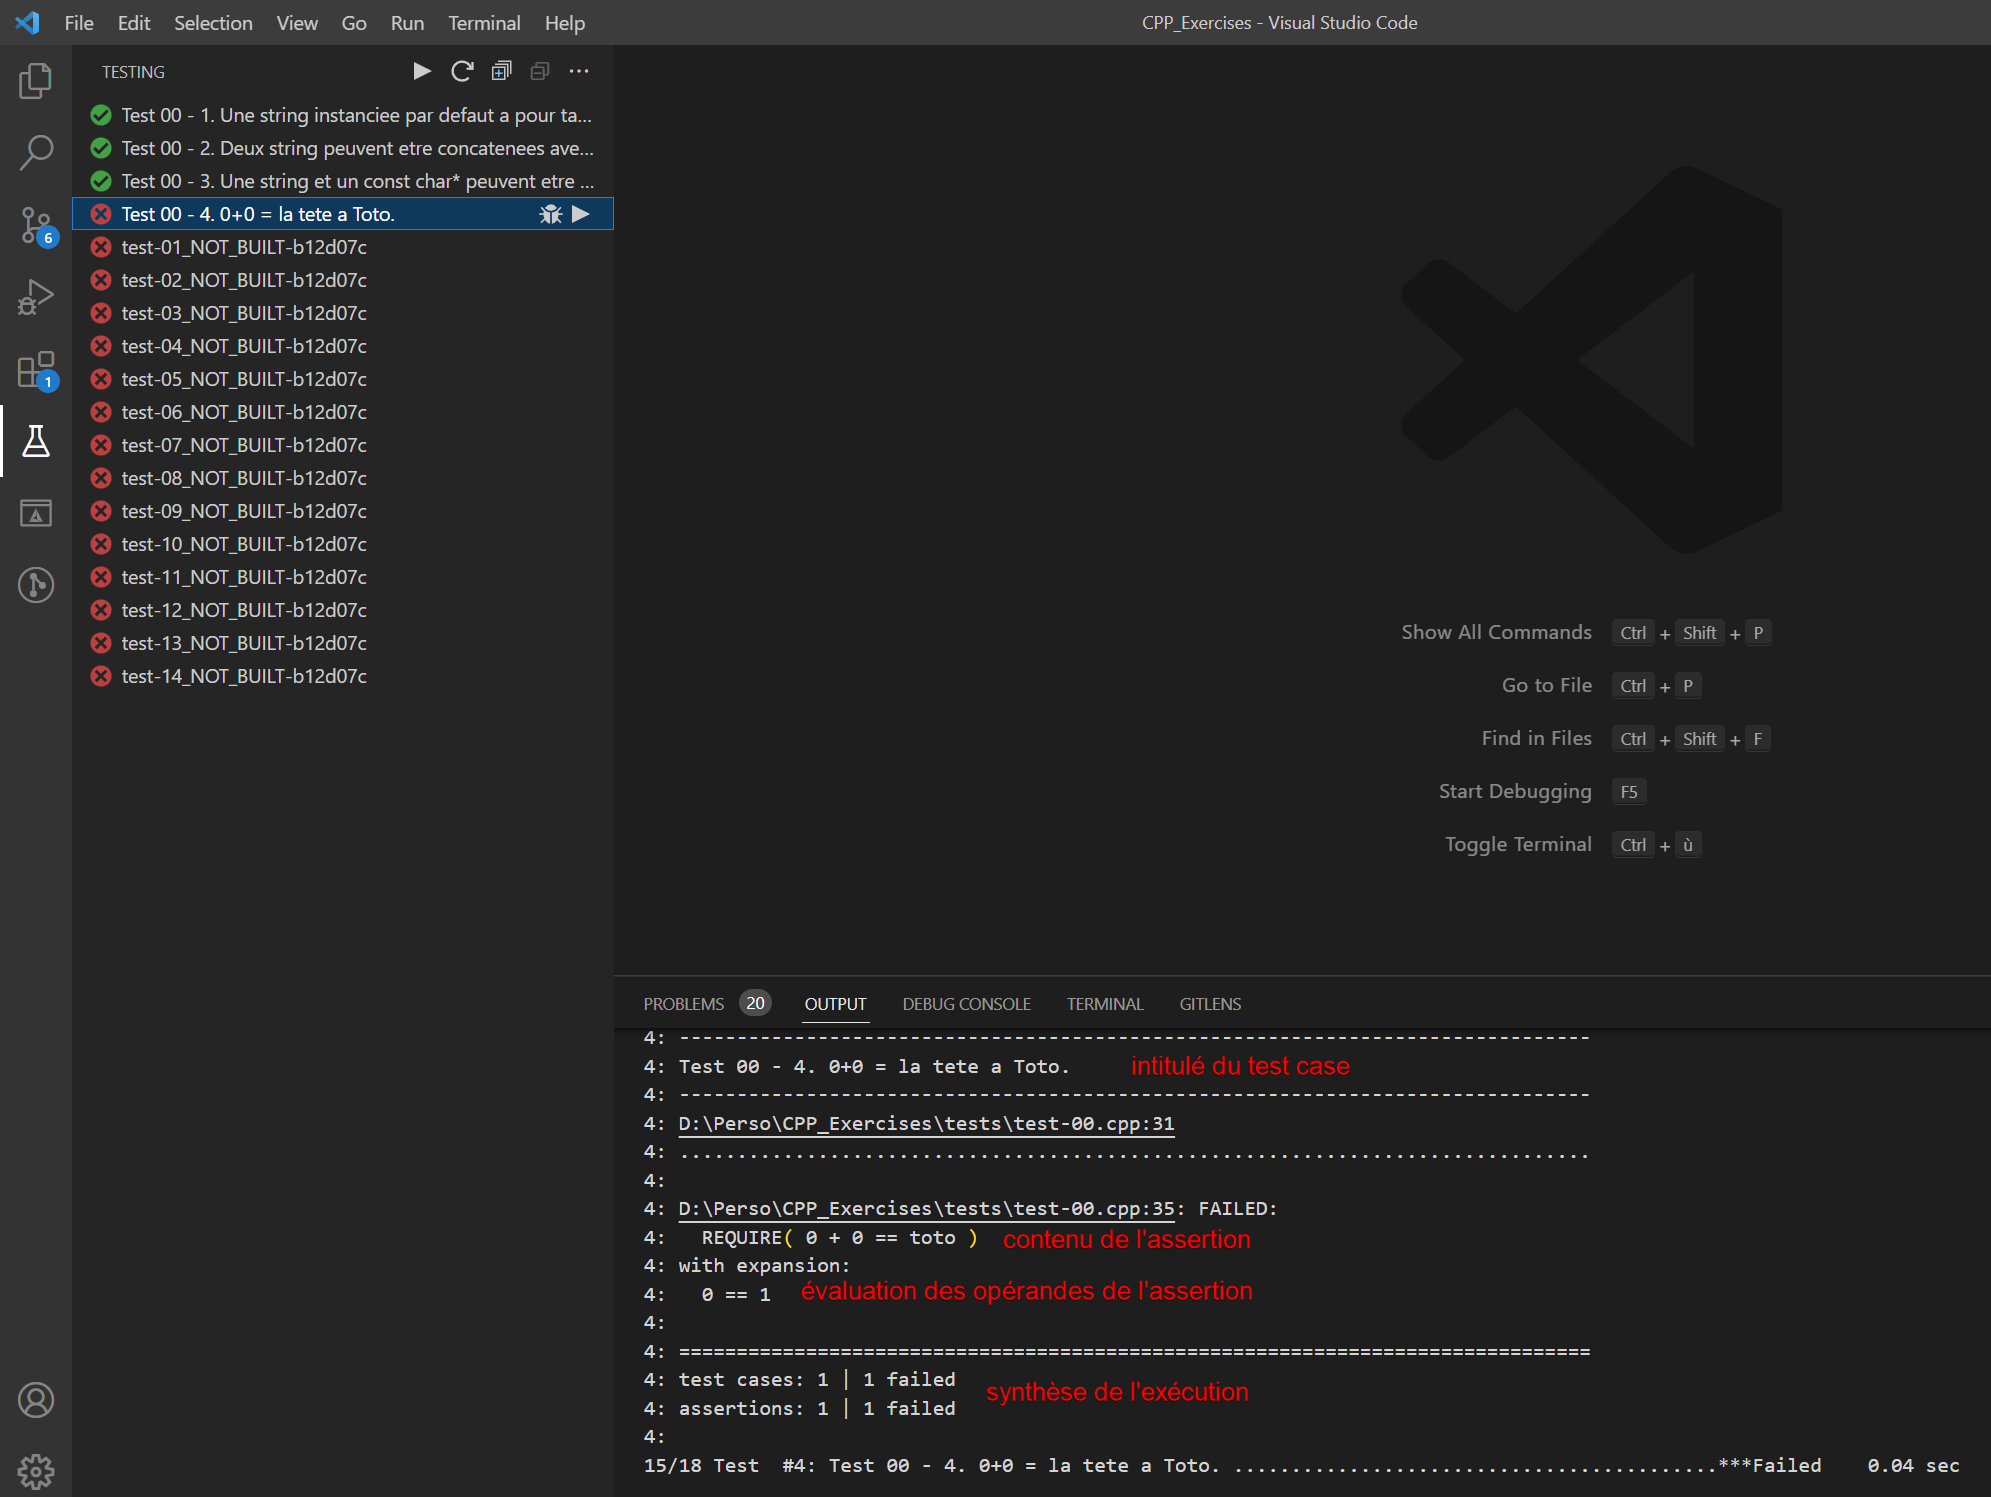 File Edit Selection View Go Run Terminal Help
CPP_Exercises - Visual Studio Code
TESTING
Test 00 - 1. Une string instanciee par defaut a pour ta...
Test 00 - 2. Deux string peuvent etre concatenees ave...
Test 00 - 3. Une string et un const char* peuvent etre ...
Test 00 - 4. 0+0 = la tete a Toto.
test-01_NOT_BUILT-b12d07c
test-02_NOT_BUILT-b12d07c
test-03_NOT_BUILT-b12d07c
test-04_NOT_BUILT-b12d07c
test-05_NOT_BUILT-b12d07c
test-06_NOT_BUILT-b12d07c
test-07_NOT_BUILT-b12d07c
test-08_NOT_BUILT-b12d07c
test-09_NOT_BUILT-b12d07c
test-10_NOT_BUILT-b12d07c
test-11_NOT_BUILT-b12d07c
test-12_NOT_BUILT-b12d07c
test-13_NOT_BUILT-b12d07c
test-14_NOT_BUILT-b12d07c
6
1
Show All Commands Ctrl + Shift + P
Go to File Ctrl + P
Find in Files Ctrl + Shift + F
Start Debugging F5
Toggle Terminal Ctrl + ù
PROBLEMS 20 OUTPUT DEBUG CONSOLE TERMINAL GITLENS
4: -------------------------------------------------------------------------------
4: Test 00 - 4. 0+0 = la tete a Toto. intitulé du test case
4: -------------------------------------------------------------------------------
4: D:\Perso\CPP_Exercises\tests\test-00.cpp:31
4: ...............................................................................
4:
4: D:\Perso\CPP_Exercises\tests\test-00.cpp:35: FAILED:
4:   REQUIRE( 0 + 0 == toto ) contenu de l'assertion
4: with expansion:
4:   0 == 1 évaluation des opérandes de l'assertion
4:
4: ===============================================================================
4: test cases: 1 | 1 failed
synthèse de l'exécution
4: assertions: 1 | 1 failed
4:
15/18 Test  #4: Test 00 - 4. 0+0 = la tete a Toto. ..........................................***Failed    0.04 sec